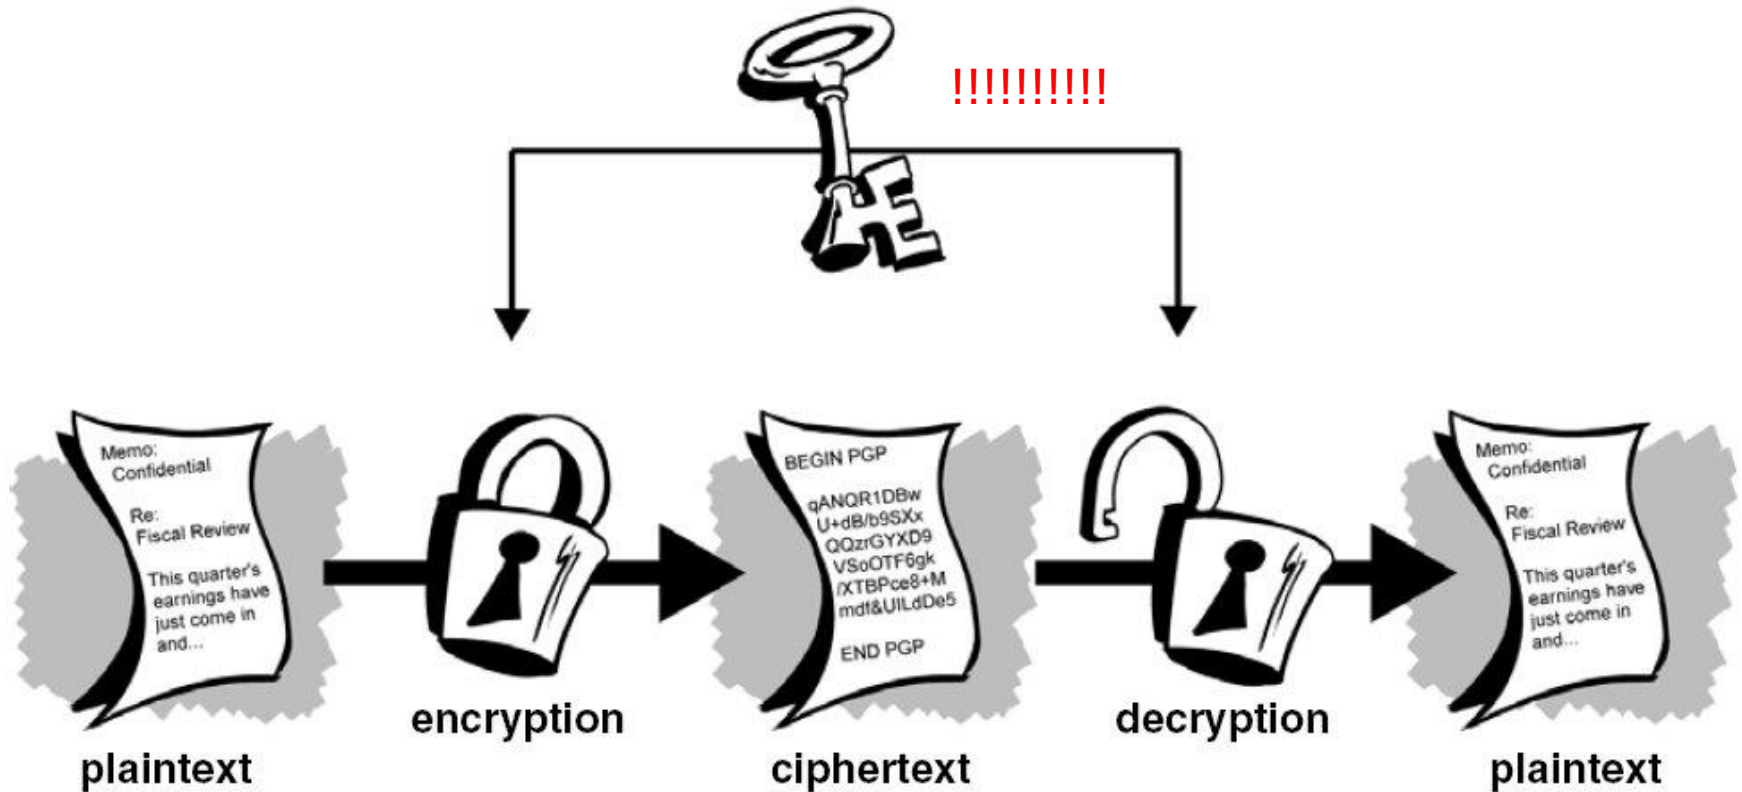 !!!!!!!!!!
Memo:
Confidential
Re:
Fiscal Review
This quarter's
earnings have
just come in
and...
BEGIN PGP
qANQR1DBw
U+dB/b9SXx
QQzrGYXD9
VSoOTF6gk
/XTBPce8+M
mdf&UILdDe5
END PGP
Memo:
Confidential
Re:
Fiscal Review
This quarter's
earnings have
just come in
and...
encryption
decryption
plaintext
ciphertext
plaintext